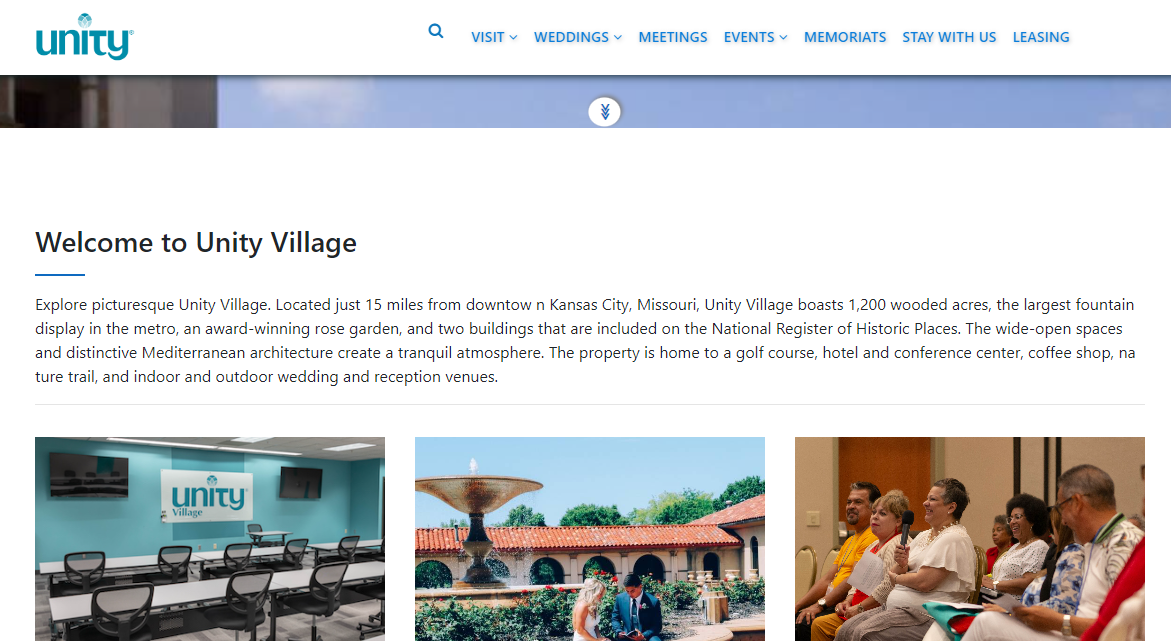 unity®
VISIT WEDDINGS MEETINGS EVENTS MEMORIATS STAY WITH US LEASING
Welcome to Unity Village
Explore picturesque Unity Village. Located just 15 miles from downtow n Kansas City, Missouri, Unity Village boasts 1,200 wooded acres, the largest fountain
display in the metro, an award-winning rose garden, and two buildings that are included on the National Register of Historic Places. The wide-open spaces
and distinctive Mediterranean architecture create a tranquil atmosphere. The property is home to a golf course, hotel and conference center, coffee shop, na
ture trail, and indoor and outdoor wedding and reception venues.
unity
Village